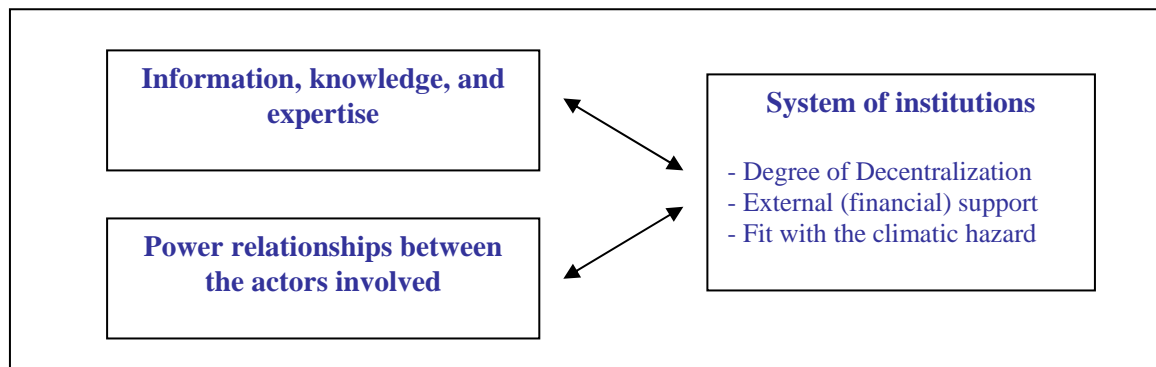 Information, knowledge, and
expertise
Power relationships between
the actors involved
System of institutions
- Degree of Decentralization
- External (financial) support
- Fit with the climatic hazard